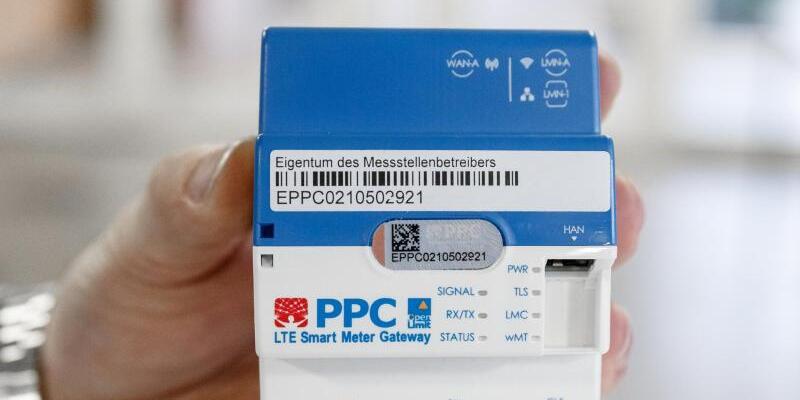 WAN-A
LMN-A
LMN-1
Eigentum des Messstellenbetreibers
EPPC0210502921
PPC
EPPC0210502921
HAN
PWR
SIGNAL TLS
RX/TX LMC
STATUS wMT
PPC
Open
Limit
LTE Smart Meter Gateway